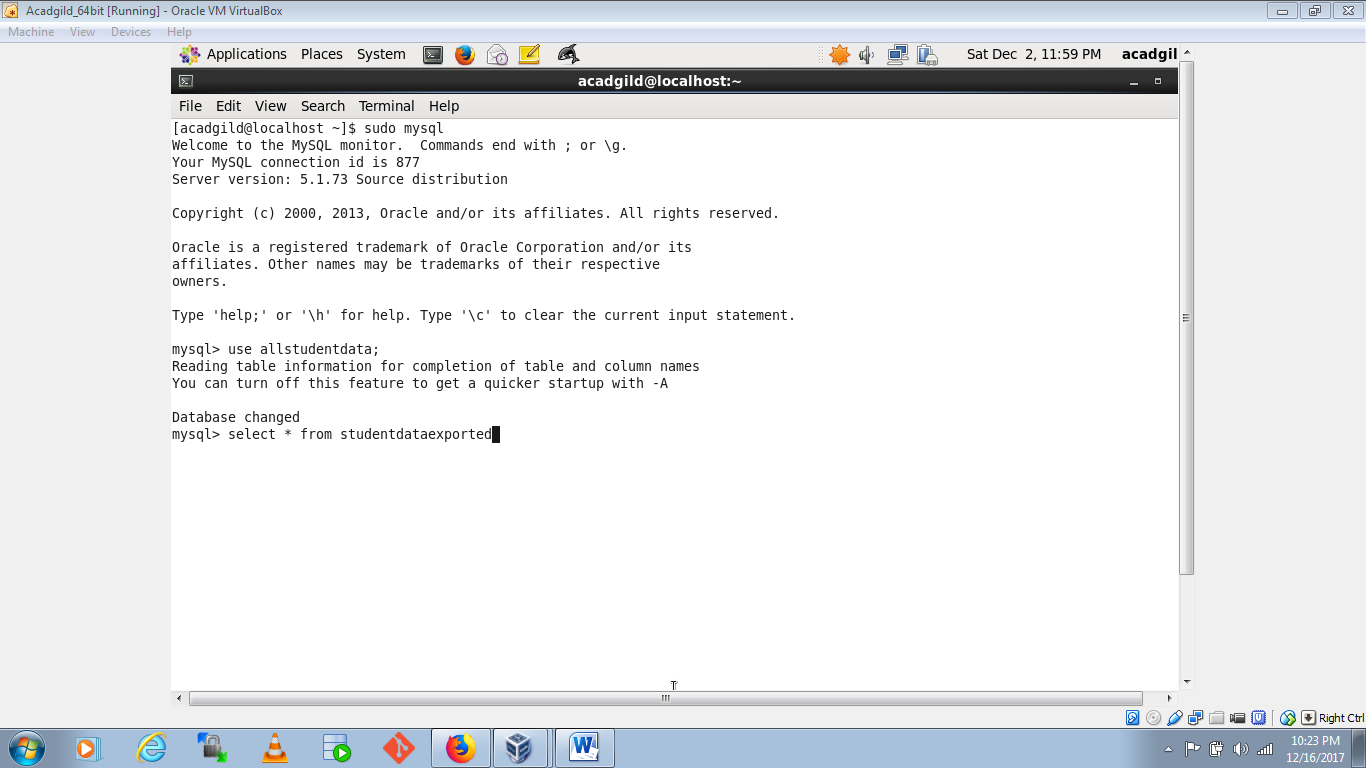 Acadgild_64bit [Running] - Oracle VM VirtualBox
Machine View Devices Help
Applications Places System Sat Dec 2, 11:59 PM acadgil
acadgild@localhost:~
File Edit View Search Terminal Help
[acadgild@localhost ~]$ sudo mysql
Welcome to the MySQL monitor.  Commands end with ; or \g.
Your MySQL connection id is 877
Server version: 5.1.73 Source distribution
Copyright (c) 2000, 2013, Oracle and/or its affiliates. All rights reserved.
Oracle is a registered trademark of Oracle Corporation and/or its
affiliates. Other names may be trademarks of their respective
owners.
Type 'help;' or '\h' for help. Type '\c' to clear the current input statement.
mysql> use allstudentdata;
Reading table information for completion of table and column names
You can turn off this feature to get a quicker startup with -A
Database changed
mysql> select * from studentdataexported
Right Ctrl
10:23 PM
12/16/2017